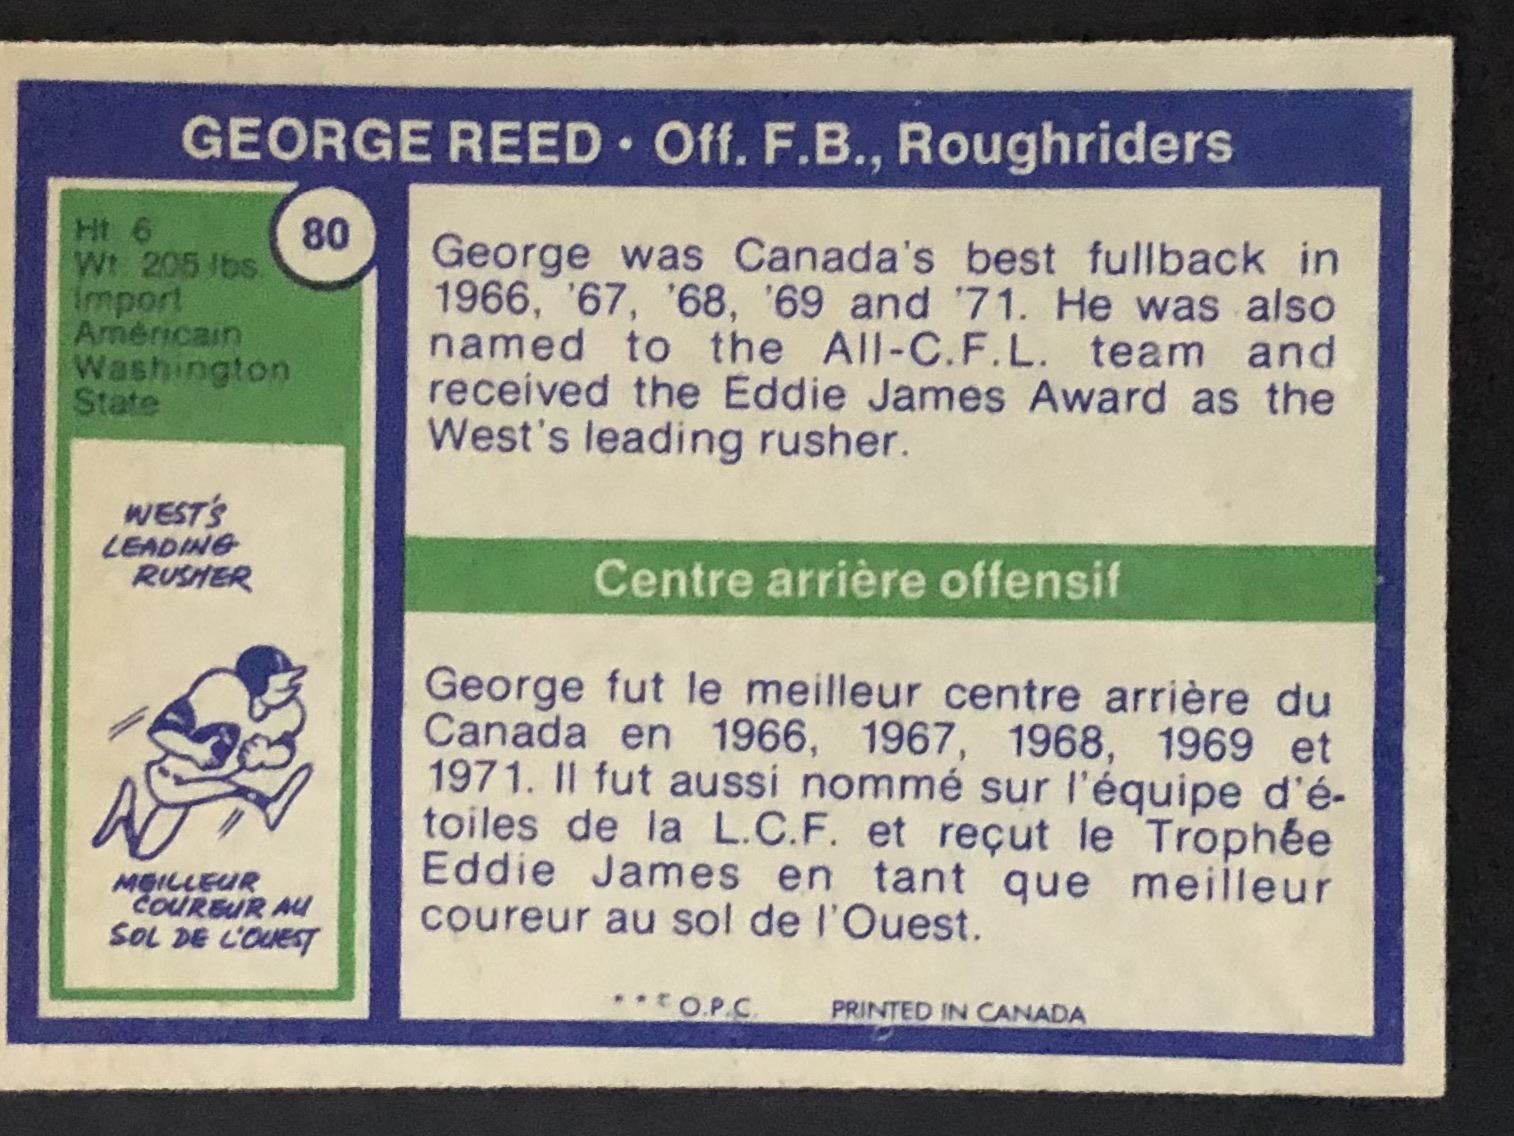 GEORGE REED • Off. F.B., Roughriders
80
Ht 6
Wt 205 lbs.
Import
Américain
Washington
State
WEST'S
LEADING
RUSHER
MEILLEUR
COUREUR AU
SOL DE L'OUEST
George was Canada's best fullback in
1966, '67, '68, '69 and '71. He was also
named to the All-C.F.L. team and
received the Eddie James Award as the
West's leading rusher.
Centre arrière offensif
George fut le meilleur centre arrière du
Canada en 1966, 1967, 1968, 1969 et
1971. Il fut aussi nommé sur l'équipe d'é-
toiles de la L.C.F. et reçut le Trophée
Eddie James en tant que meilleur
coureur au sol de l'Ouest.
* * O.P.C. PRINTED IN CANADA